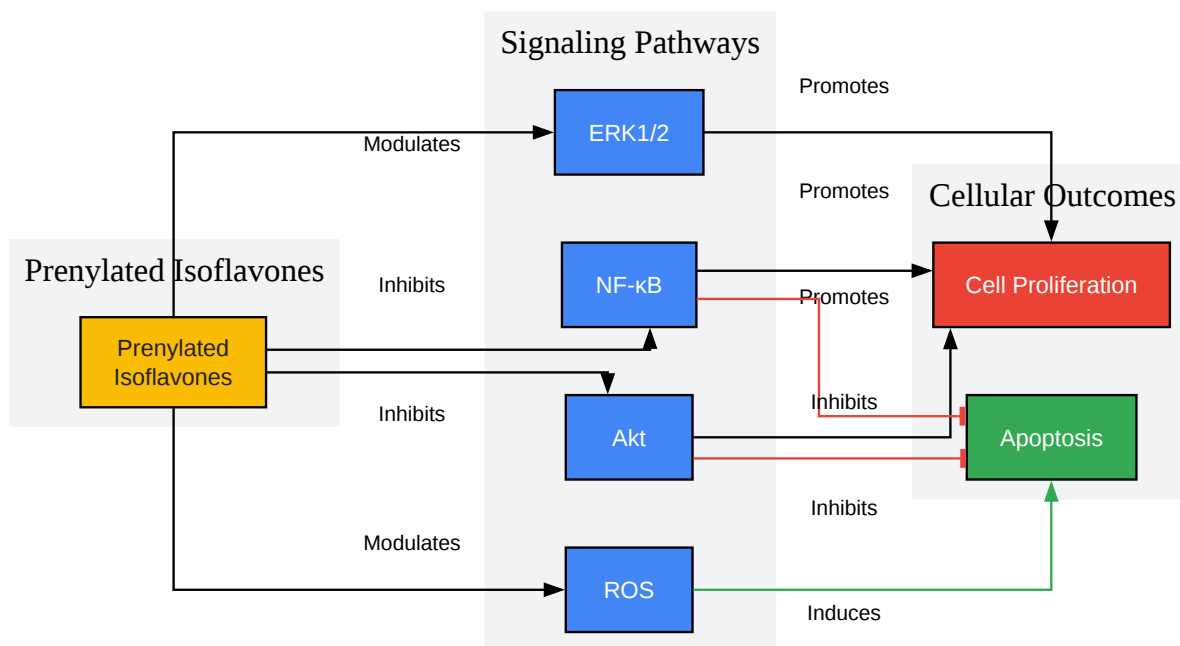 Signaling Pathways
Promotes
ERK1/2
Modulates
Promotes
Cellular Outcomes
Prenylated Isoflavones
Inhibits
NF-κB
Cell Proliferation
Promotes
Prenylated
Isoflavones
Inhibits
Inhibits
Akt
Apoptosis
Inhibits
Modulates
ROS
Induces